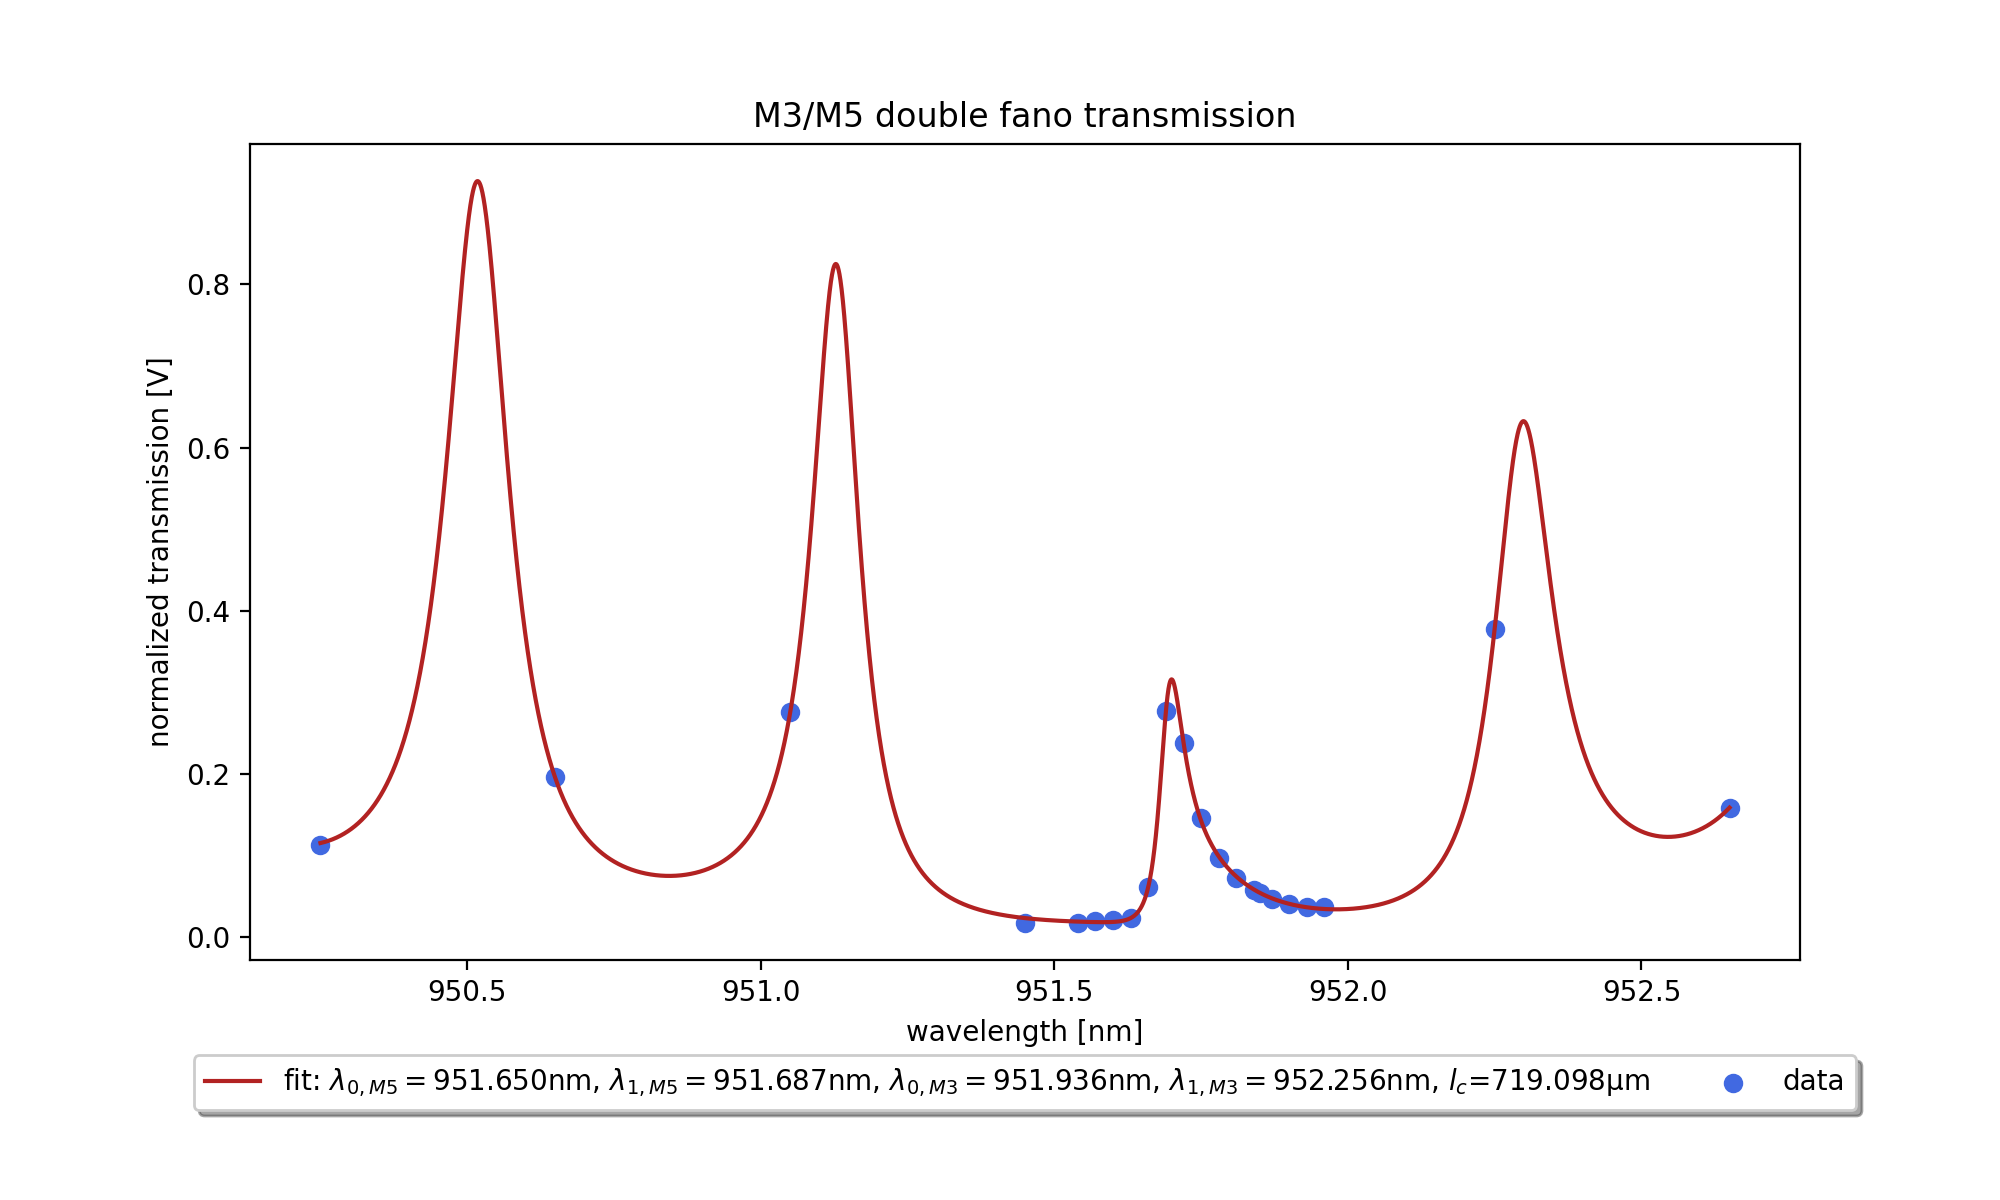 M3/M5 double fano transmission
normalized transmission [V]
0.8
0.6
0.4
0.2
0.0
950.5 951.0 951.5 952.0 952.5
wavelength [nm]
fit: λ₀,M5 = 951.650nm, λ₁,M5 = 951.687nm, λ₀,M3 = 951.936nm, λ₁,M3 = 952.256nm, l_c=719.098μm data